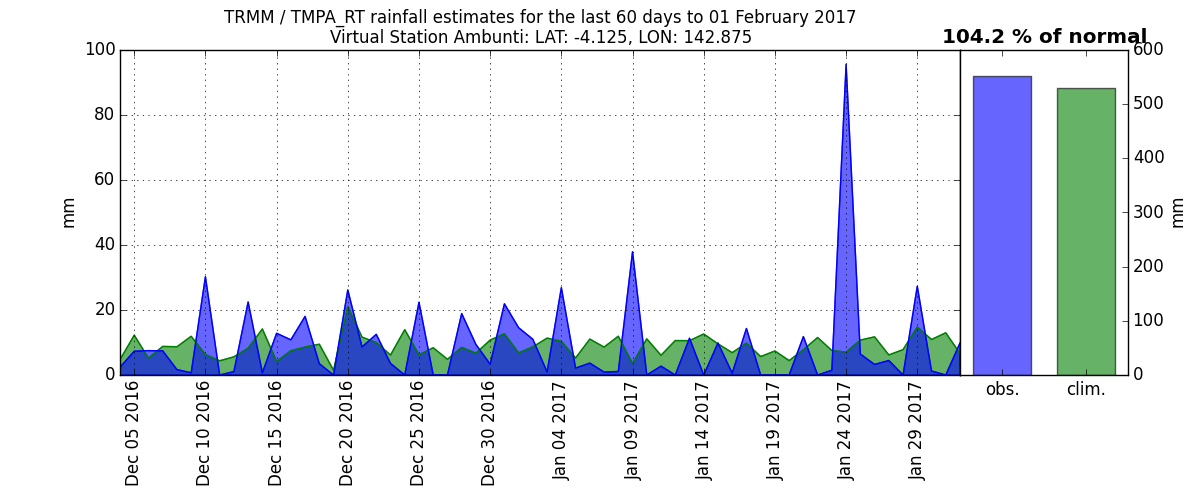 TRMM / TMPA_RT rainfall estimates for the last 60 days to 01 February 2017
Virtual Station Ambunti: LAT: -4.125, LON: 142.875
104.2 % of normal
100
80
60
40
20
0
mm
600
500
400
300
200
100
0
mm
Dec 05 2016
Dec 10 2016
Dec 15 2016
Dec 20 2016
Dec 25 2016
Dec 30 2016
Jan 04 2017
Jan 09 2017
Jan 14 2017
Jan 19 2017
Jan 24 2017
Jan 29 2017
obs.
clim.